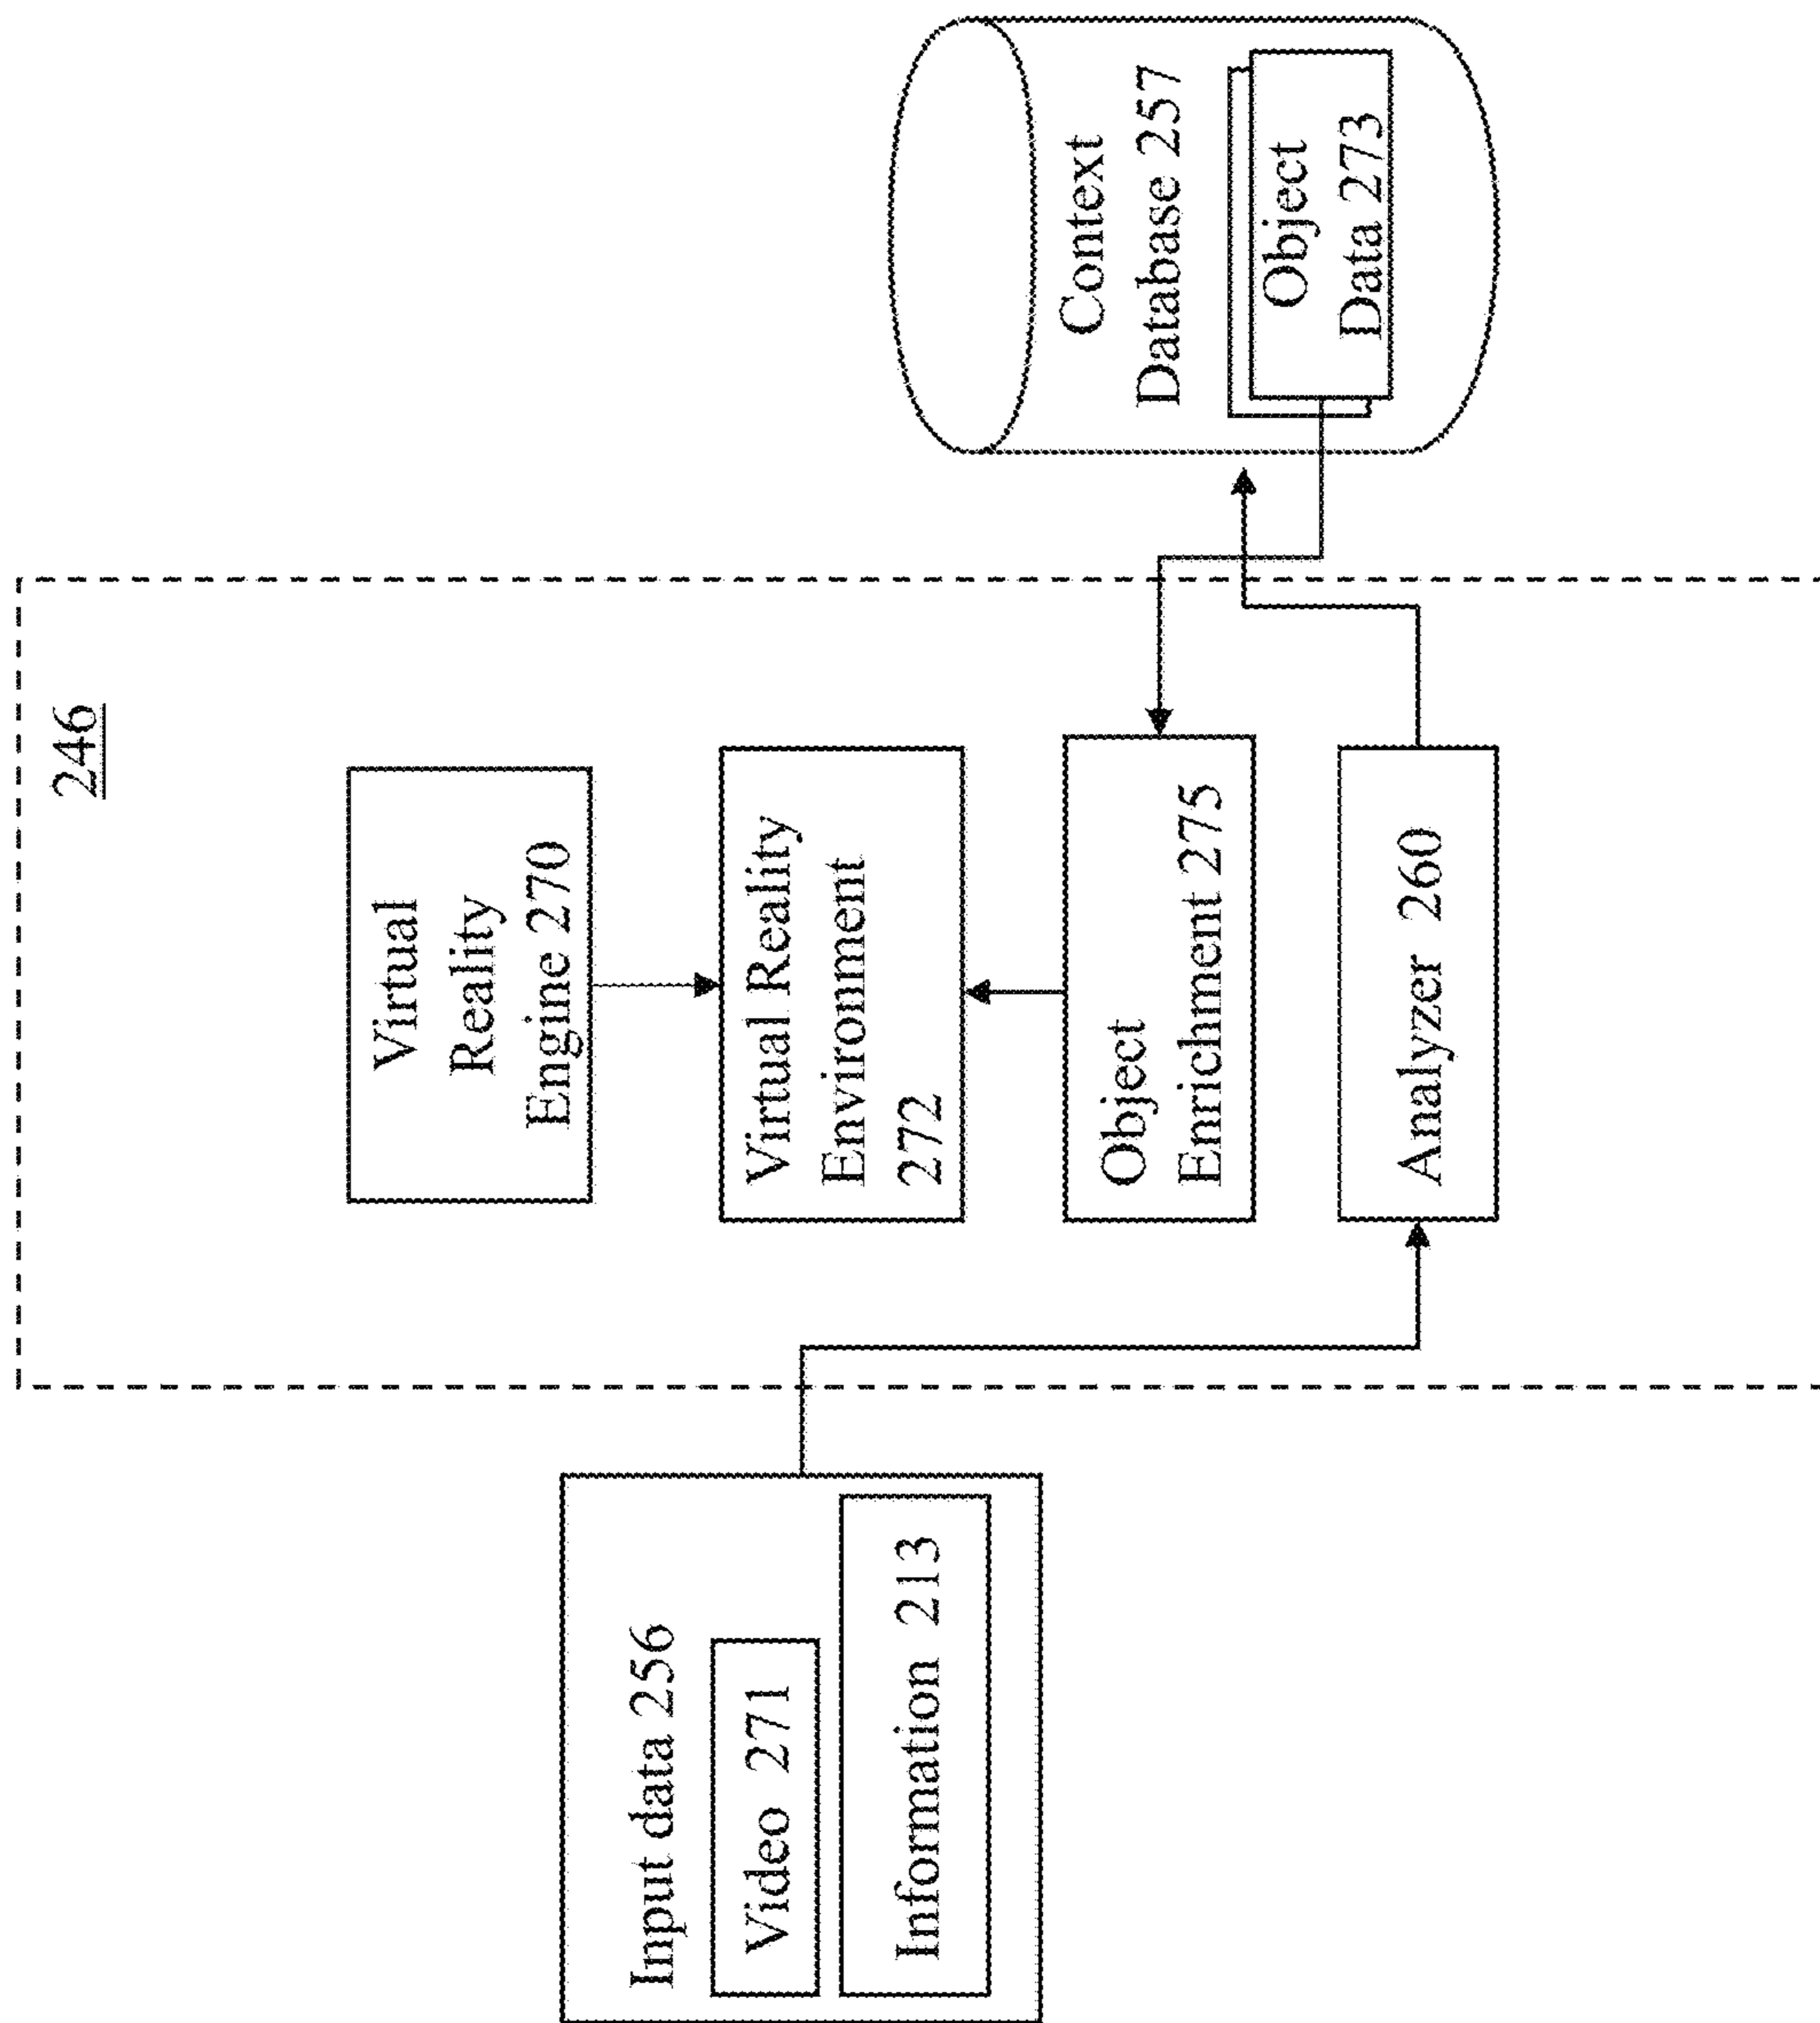 246
Input data 256
Video 271
Information 213
Virtual
Reality
Engine 270
Virtual Reality
Environment
272
Object
Enrichment 275
Analyzer 260
Context
Database 257
Object
Data 273